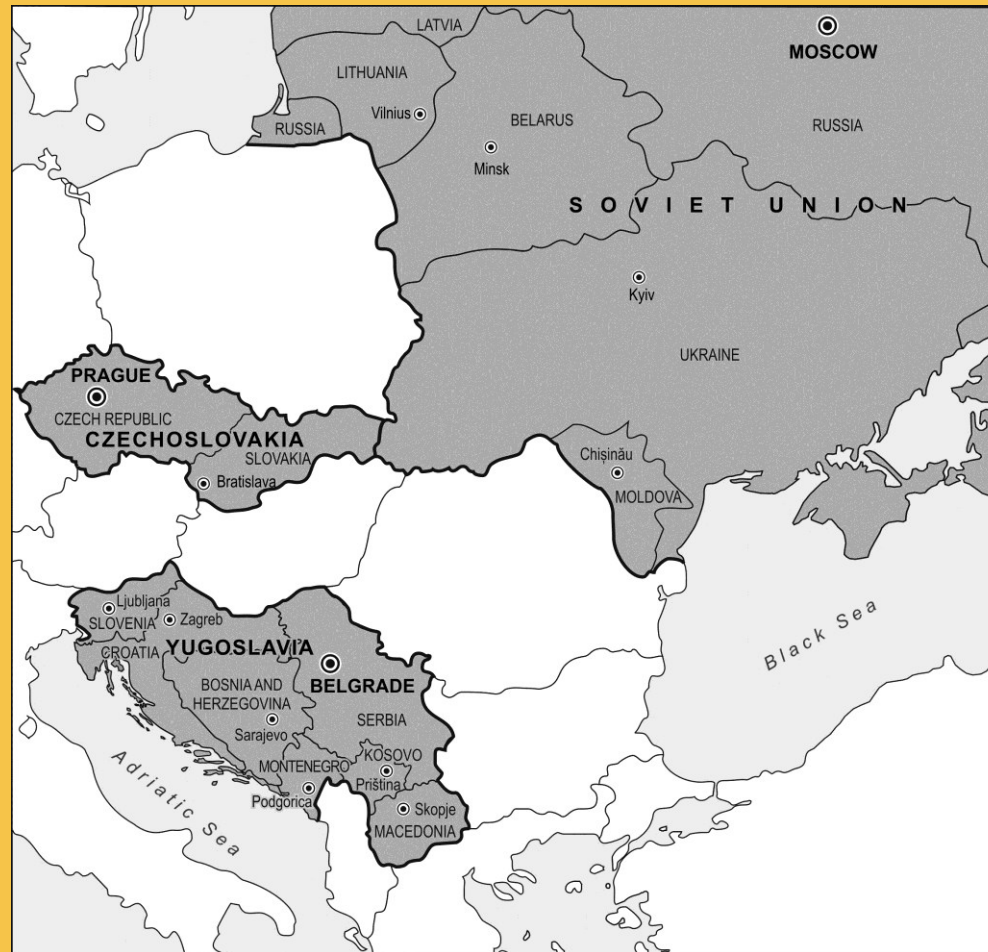 LATVIA
MOSCOW
LITHUANIA
Vilnius
BELARUS
RUSSIA
RUSSIA
Minsk
SOVIET UNION
Kyiv
UKRAINE
PRAGUE
CZECH REPUBLIC
CZECHOSLOVAKIA
SLOVAKIA
Bratislava
Chișinău
MOLDOVA
Ljubljana
SLOVENIA
Zagreb
CROATIA
YUGOSLAVIA
BELGRADE
BOSNIA AND
HERZEGOVINA
Sarajevo
SERBIA
MONTENEGRO
KOSOVO
Priština
Podgorica
Skopje
MACEDONIA
Black Sea
Adriatic Sea